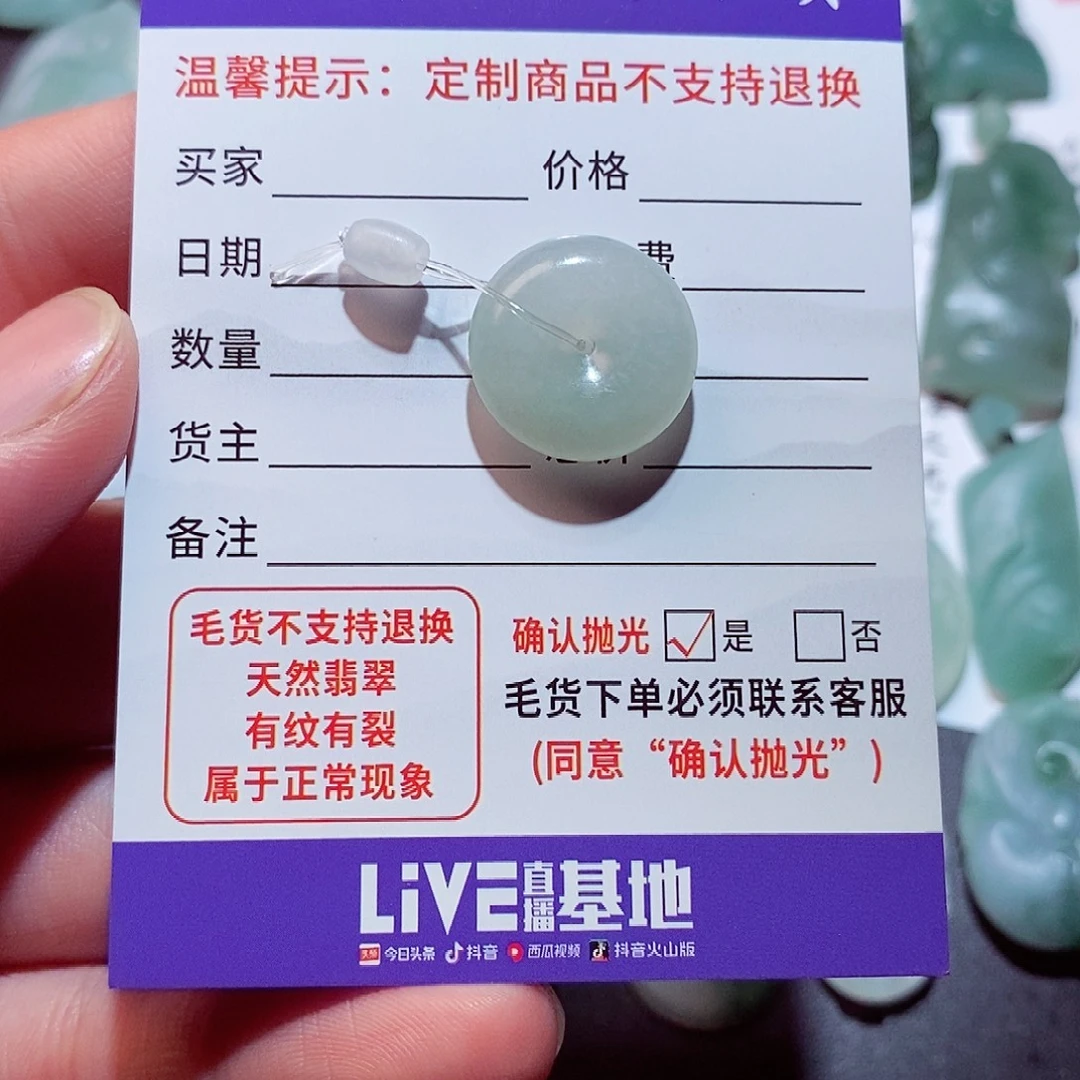 温馨提示：定制商品不支持退换
买家 价格
日期 费
数量
货主
备注
毛货不支持退换
天然翡翠
有纹有裂
属于正常现象
确认抛光 是 否
毛货下单必须联系客服
(同意“确认抛光”)
LiVE直播基地
头条 今日头条 抖音 西瓜视频 抖音火山版